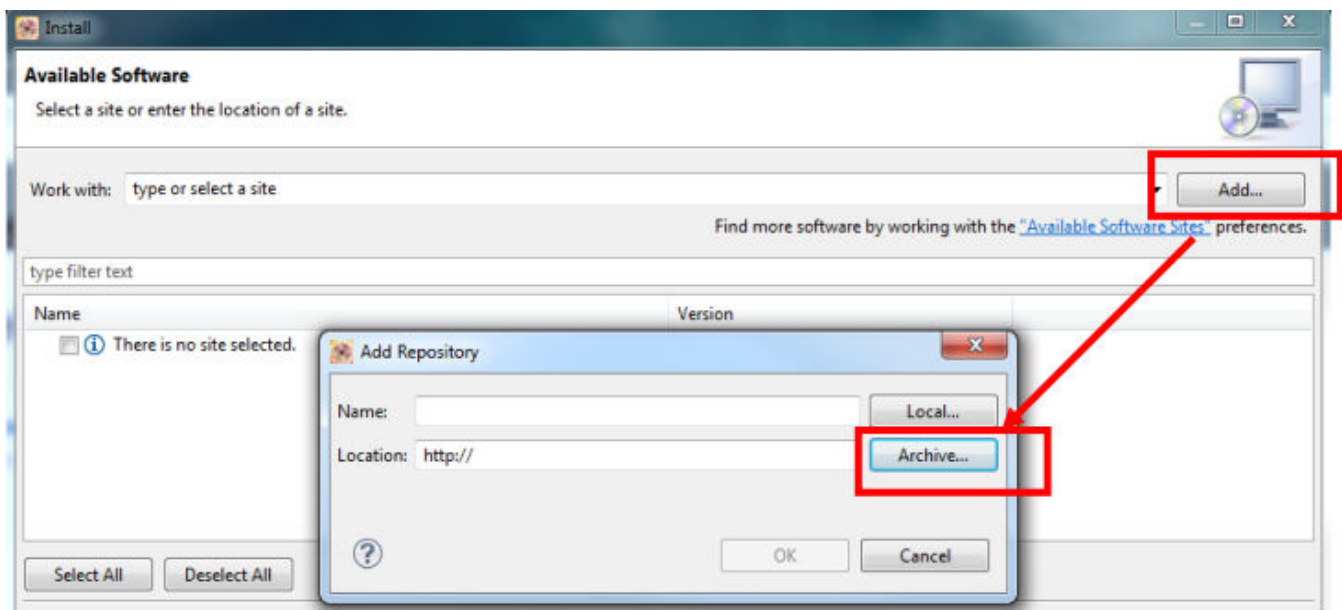 Install
Available Software
Select a site or enter the location of a site.
Work with: type or select a site Add...
Find more software by working with the "Available Software Sites" preferences.
type filter text
Name Version
There is no site selected.
Add Repository
Name: Local...
Location: http:// Archive...
OK Cancel
Select All Deselect All